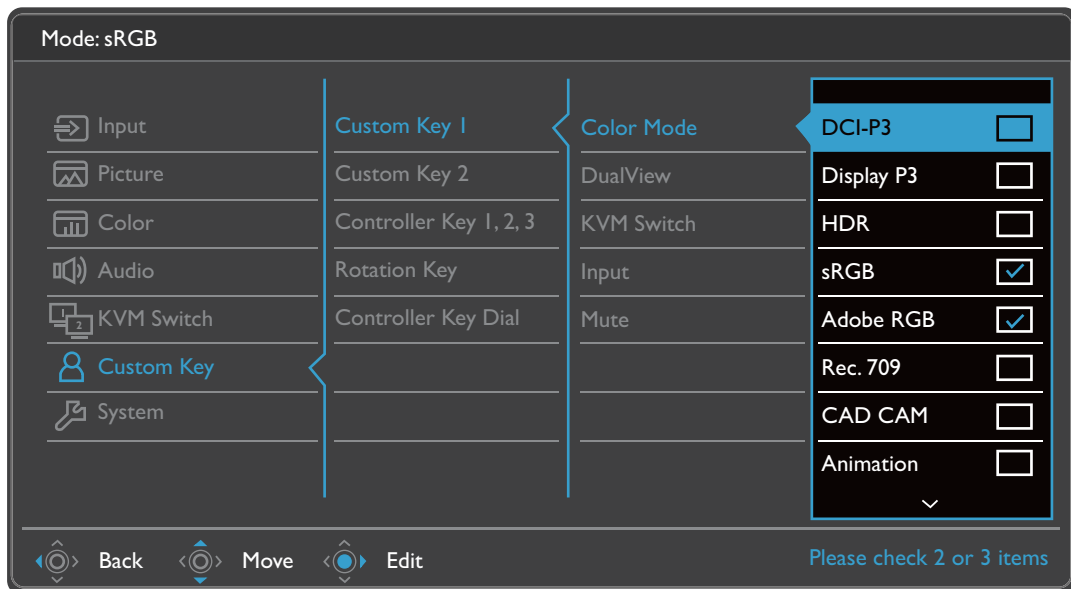 Mode: sRGB
Input
Picture
Color
Audio
KVM Switch
2
Custom Key
System
Custom Key 1
Custom Key 2
Controller Key 1, 2, 3
Rotation Key
Controller Key Dial
Color Mode
DualView
KVM Switch
Input
Mute
DCI-P3
Display P3
HDR
sRGB
Adobe RGB
Rec. 709
CAD CAM
Animation
Back
Move
Edit
Please check 2 or 3 items